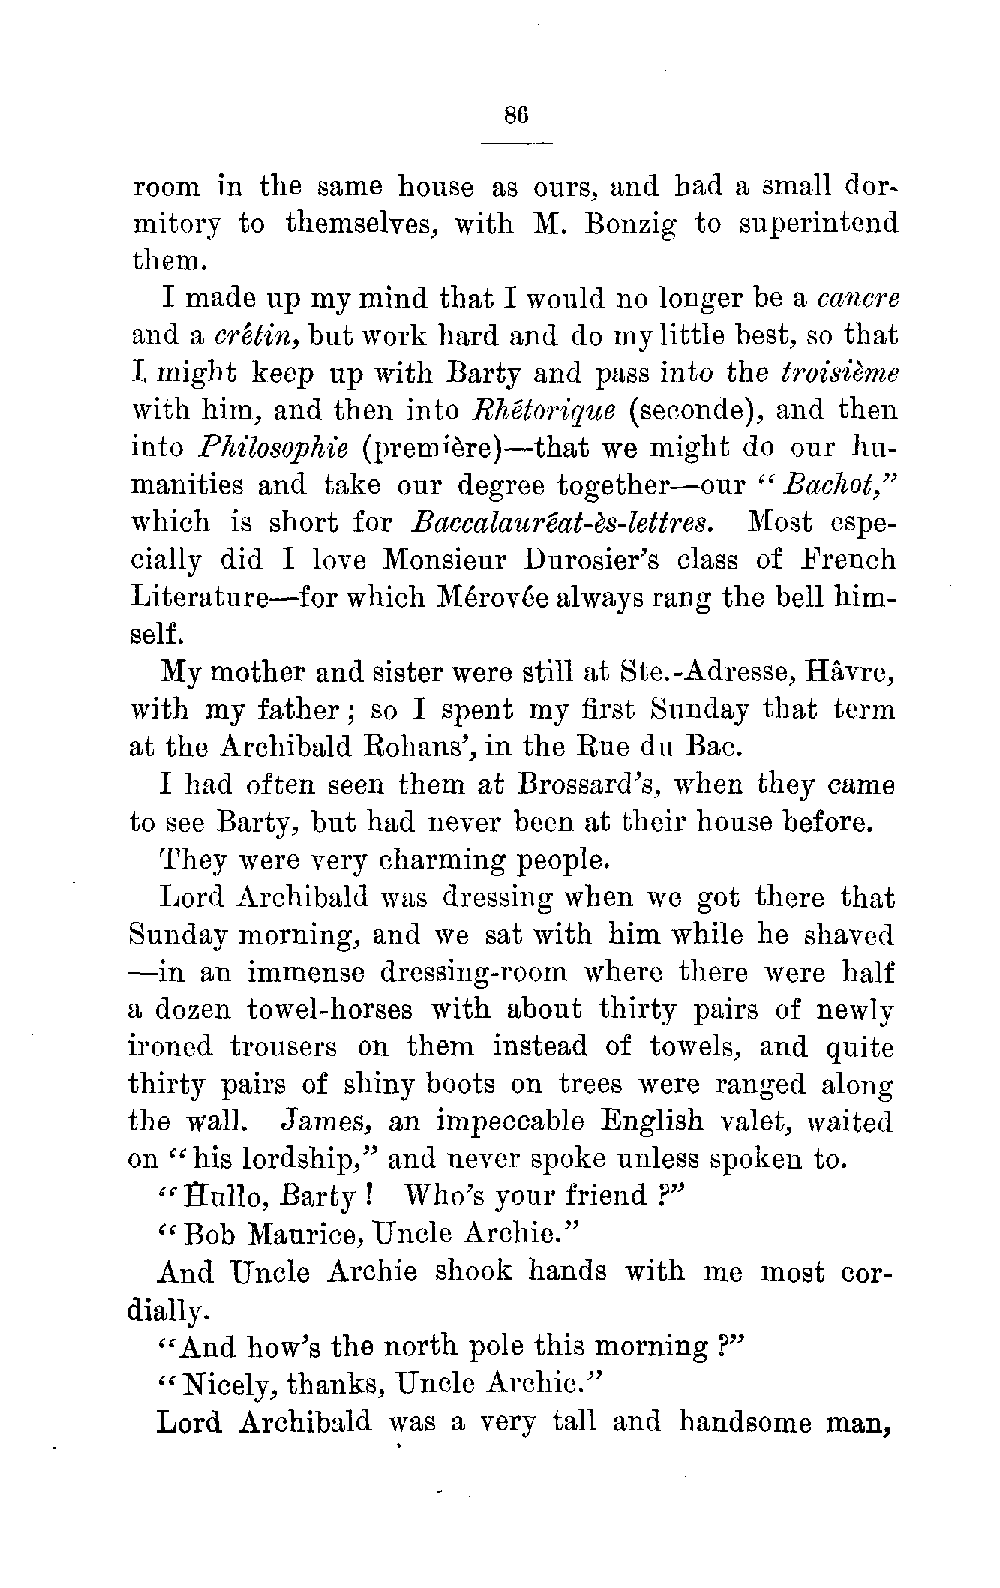 86
room in the same house as ours, and had a small dor-
mitory to themselves, with M. Bonzig to superintend
them.
I made up my mind that I would no longer be a cancre
and a crétin, but work hard and do my little best, so that
I might keep up with Barty and pass into the troisième
with him, and then into Rhétorique (seconde), and then
into Philosophie (première)—that we might do our hu-
manities and take our degree together—our “Bachot,”
which is short for Baccalauréat-ès-lettres. Most espe-
cially did I love Monsieur Durosier’s class of French
Literature—for which Mérovée always rang the bell him-
self.
My mother and sister were still at Ste.-Adresse, Hâvre,
with my father; so I spent my first Sunday that term
at the Archibald Rohans’, in the Rue du Bac.
I had often seen them at Brossard’s, when they came
to see Barty, but had never been at their house before.
They were very charming people.
Lord Archibald was dressing when we got there that
Sunday morning, and we sat with him while he shaved
—in an immense dressing-room where there were half
a dozen towel-horses with about thirty pairs of newly
ironed trousers on them instead of towels, and quite
thirty pairs of shiny boots on trees were ranged along
the wall. James, an impeccable English valet, waited
on “his lordship,” and never spoke unless spoken to.
“Hullo, Barty! Who’s your friend?”
“Bob Maurice, Uncle Archie.”
And Uncle Archie shook hands with me most cor-
dially.
“And how’s the north pole this morning?”
“Nicely, thanks, Uncle Archie.”
Lord Archibald was a very tall and handsome man,